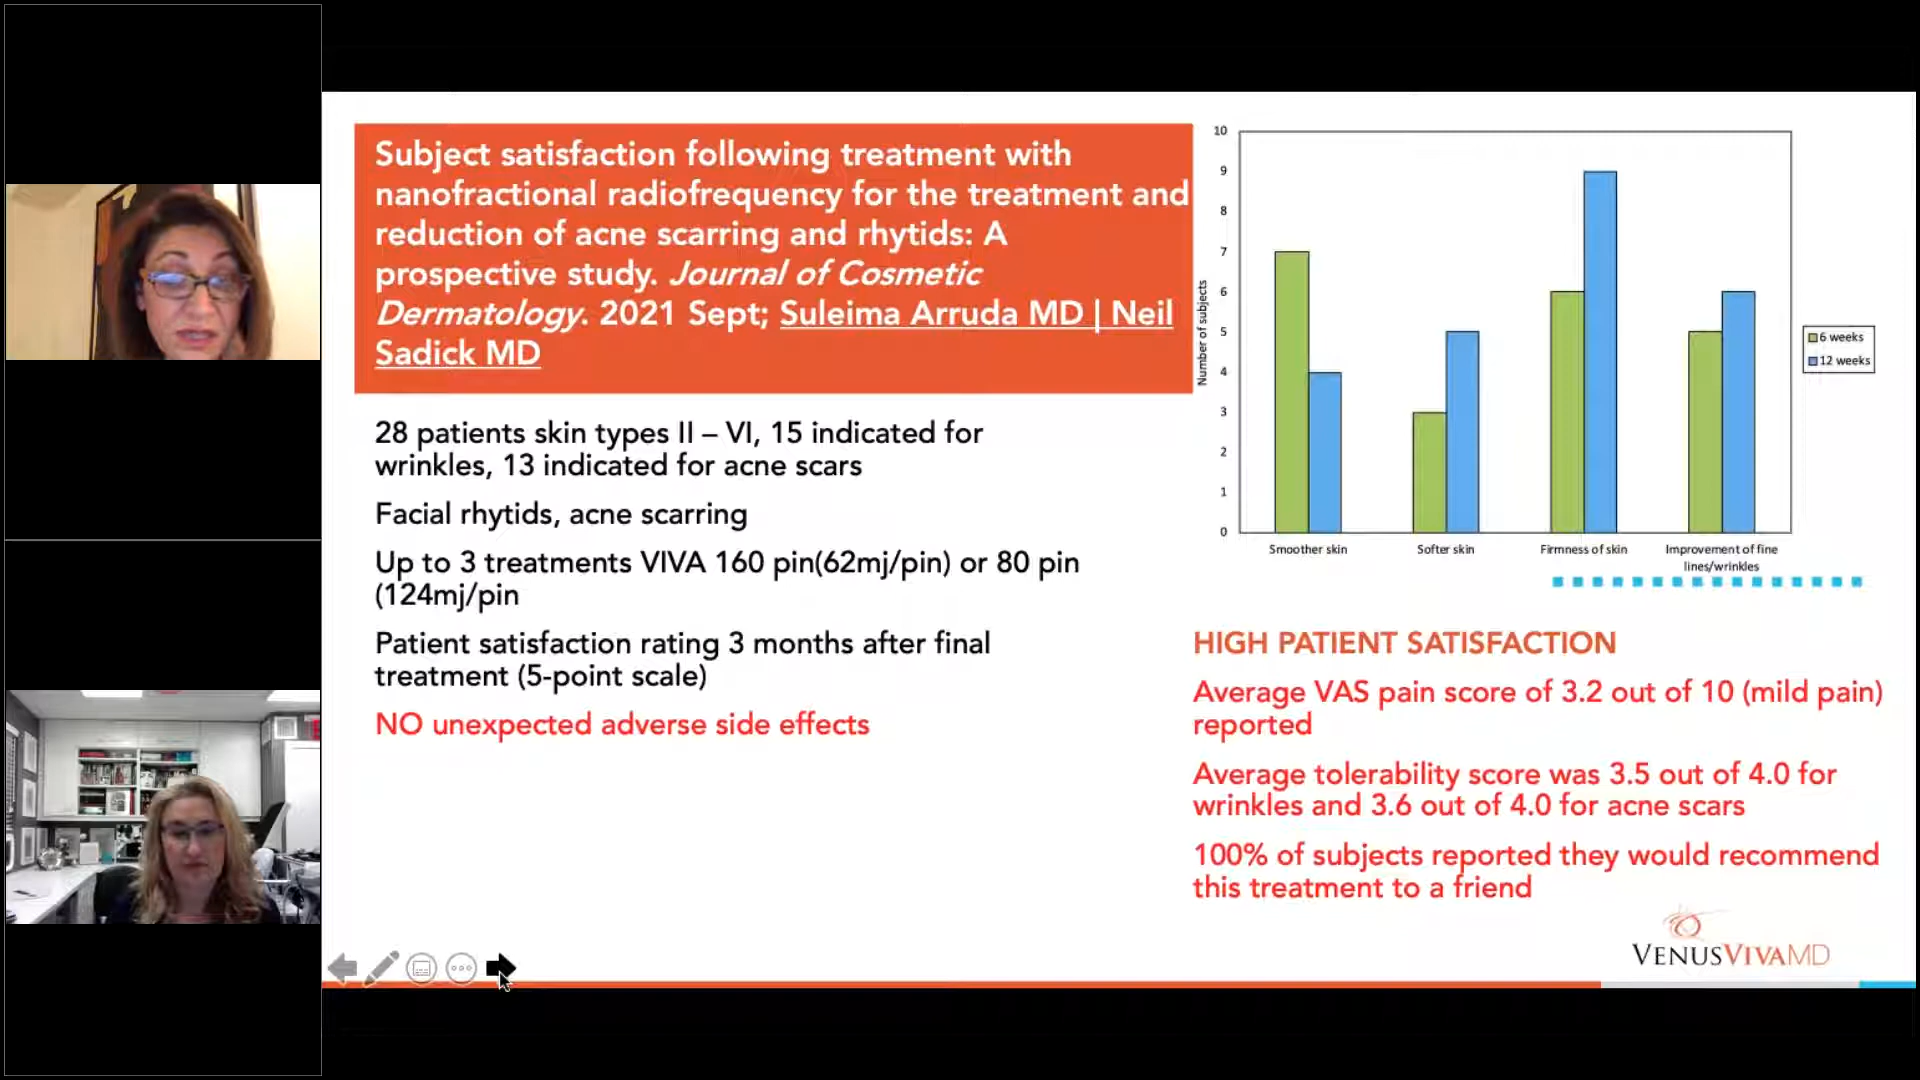 Subject satisfaction following treatment with
nanofractional radiofrequency for the treatment and
reduction of acne scarring and rhytids: A
prospective study. Journal of Cosmetic
Dermatology. 2021 Sept; Suleima Arruda MD | Neil
Sadick MD
28 patients skin types II – VI, 15 indicated for
wrinkles, 13 indicated for acne scars
Facial rhytids, acne scarring
Up to 3 treatments VIVA 160 pin(62mj/pin) or 80 pin
(124mj/pin
Patient satisfaction rating 3 months after final
treatment (5-point scale)
NO unexpected adverse side effects
Number of subjects
10
9
8
7
6
5
4
3
2
1
0
Smoother skin
Softer skin
Firmness of skin
Improvement of fine
lines/wrinkles
6 weeks
12 weeks
HIGH PATIENT SATISFACTION
Average VAS pain score of 3.2 out of 10 (mild pain)
reported
Average tolerability score was 3.5 out of 4.0 for
wrinkles and 3.6 out of 4.0 for acne scars
100% of subjects reported they would recommend
this treatment to a friend
VENUSVIVAMD